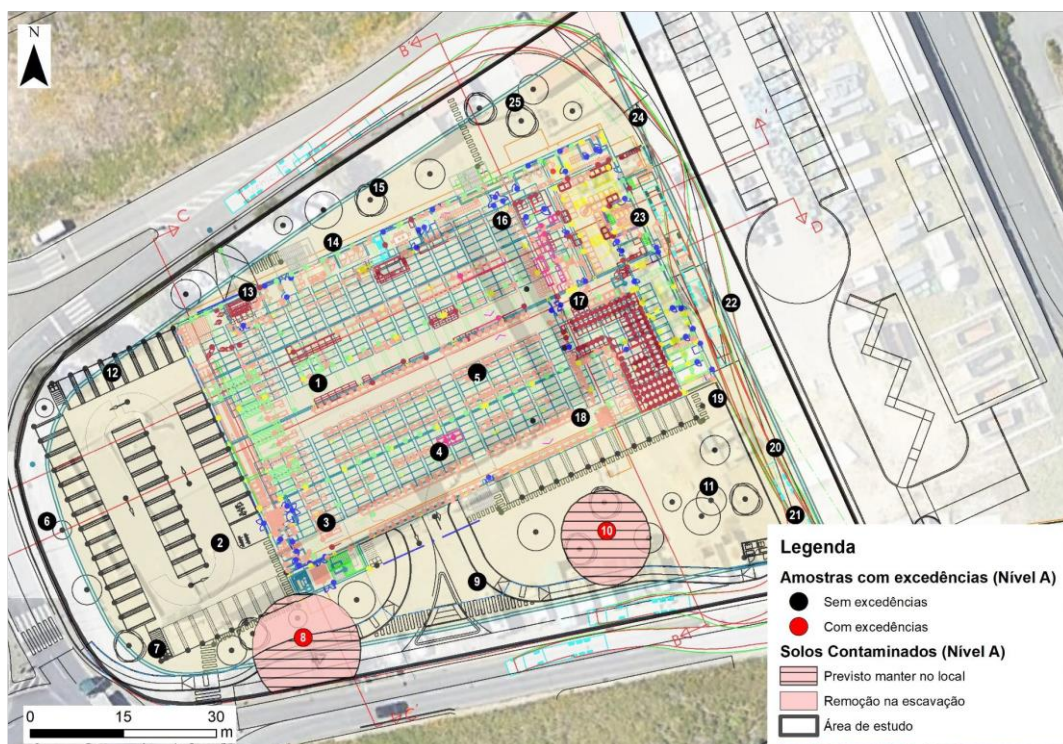 N
B'
25
24
C
15
14
16
23
D
13
17
22
12
1
5
18
19
4
20
11
6
3
10
21
2
9
8
7
B
C'
0 15 30
m
Legenda
Amostras com excedências (Nível A)
Sem excedências
Com excedências
Solos Contaminados (Nível A)
Previsto manter no local
Remoção na escavação
Área de estudo